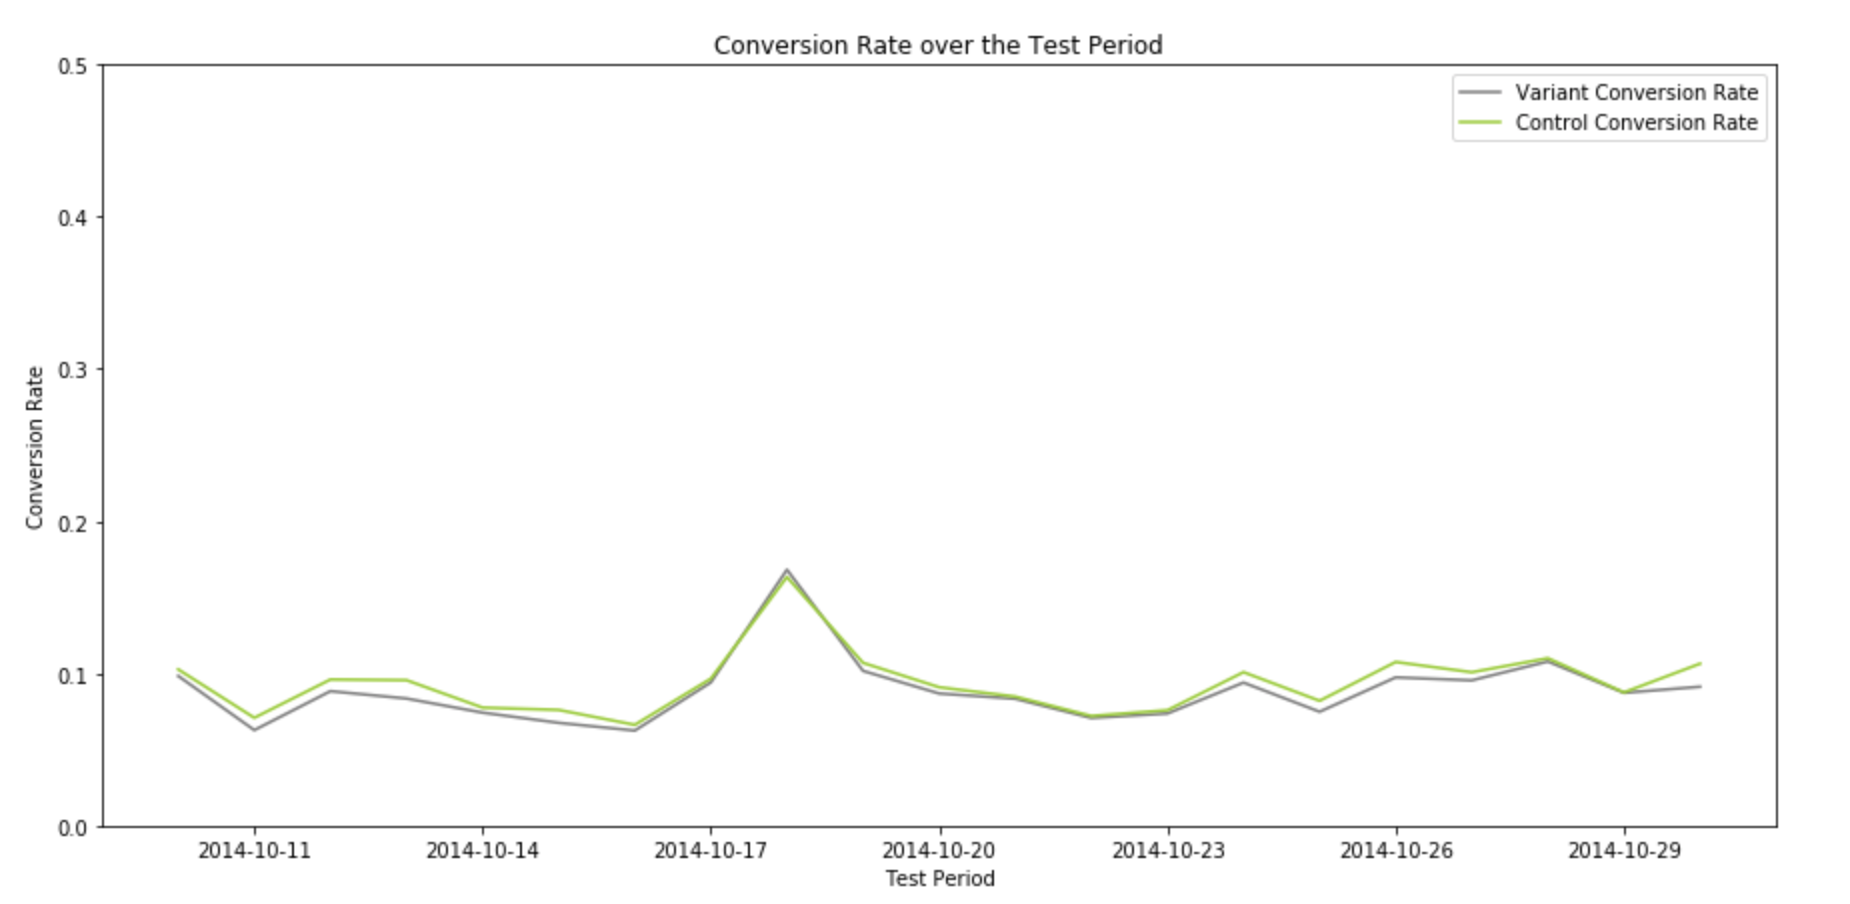 Conversion Rate over the Test Period
Variant Conversion Rate
Control Conversion Rate
Conversion Rate
0.5
0.4
0.3
0.2
0.1
0.0
2014-10-11 2014-10-14 2014-10-17 2014-10-20 2014-10-23 2014-10-26 2014-10-29
Test Period